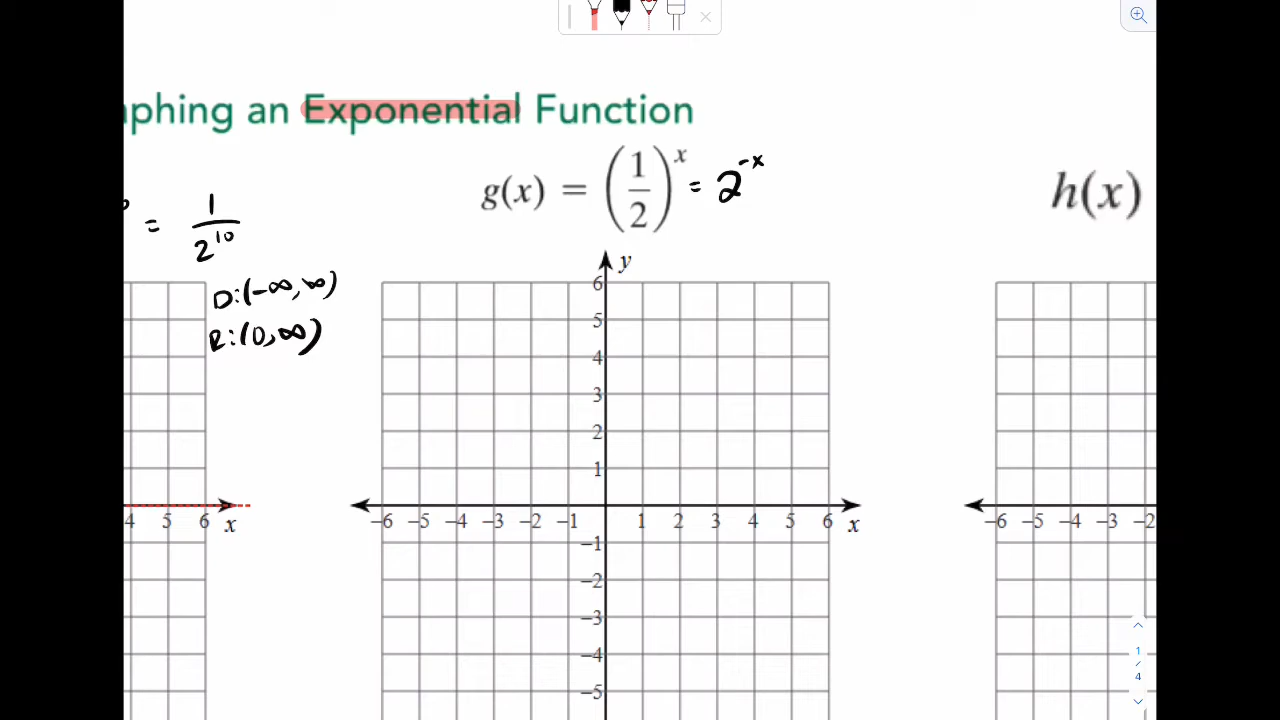 aphing an Exponential Function
g(x) = (1/2)^x = 2^-x
h(x)
= 1/2^10
D:(-∞,∞)
R:(0,∞)
y
6
5
4
3
2
1
4 5 6 x
-6 -5 -4 -3 -2 -1 1 2 3 4 5 6 x
-6 -5 -4 -3 -2
-1
-2
-3
-4
-5
1
/
4